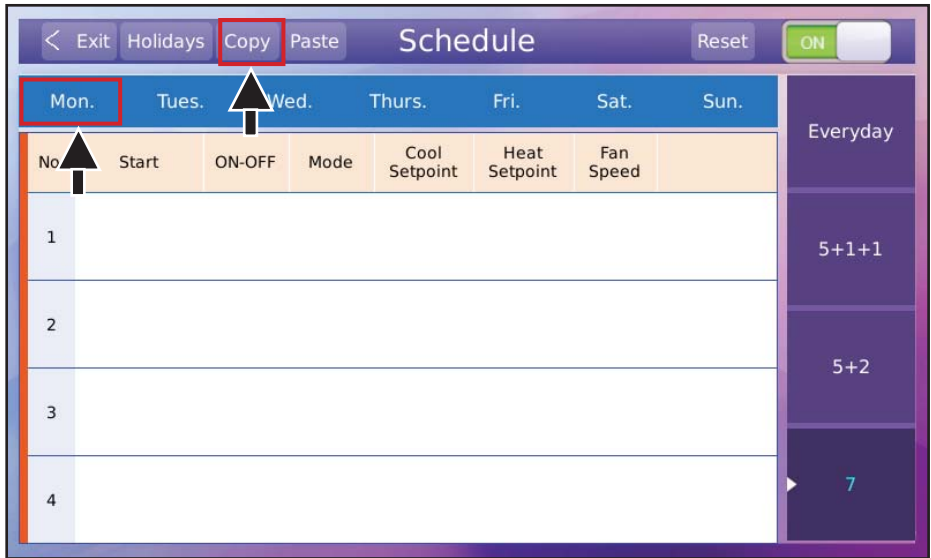 < Exit Holidays Copy Paste Schedule Reset ON
Mon. Tues. Wed. Thurs. Fri. Sat. Sun.
Everyday
No Start ON-OFF Mode Cool Setpoint Heat Setpoint Fan Speed
1
5+1+1
2
5+2
3
7
4